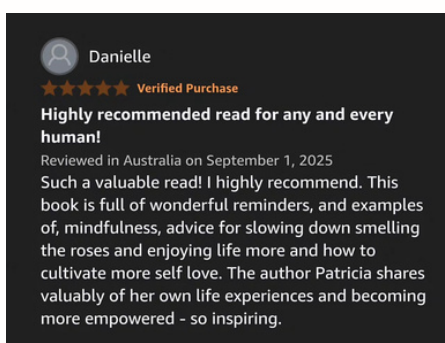 Danielle
Verified Purchase
Highly recommended read for any and every
human!
Reviewed in Australia on September 1, 2025
Such a valuable read! I highly recommend. This
book is full of wonderful reminders, and examples
of, mindfulness, advice for slowing down smelling
the roses and enjoying life more and how to
cultivate more self love. The author Patricia shares
valuably of her own life experiences and becoming
more empowered - so inspiring.